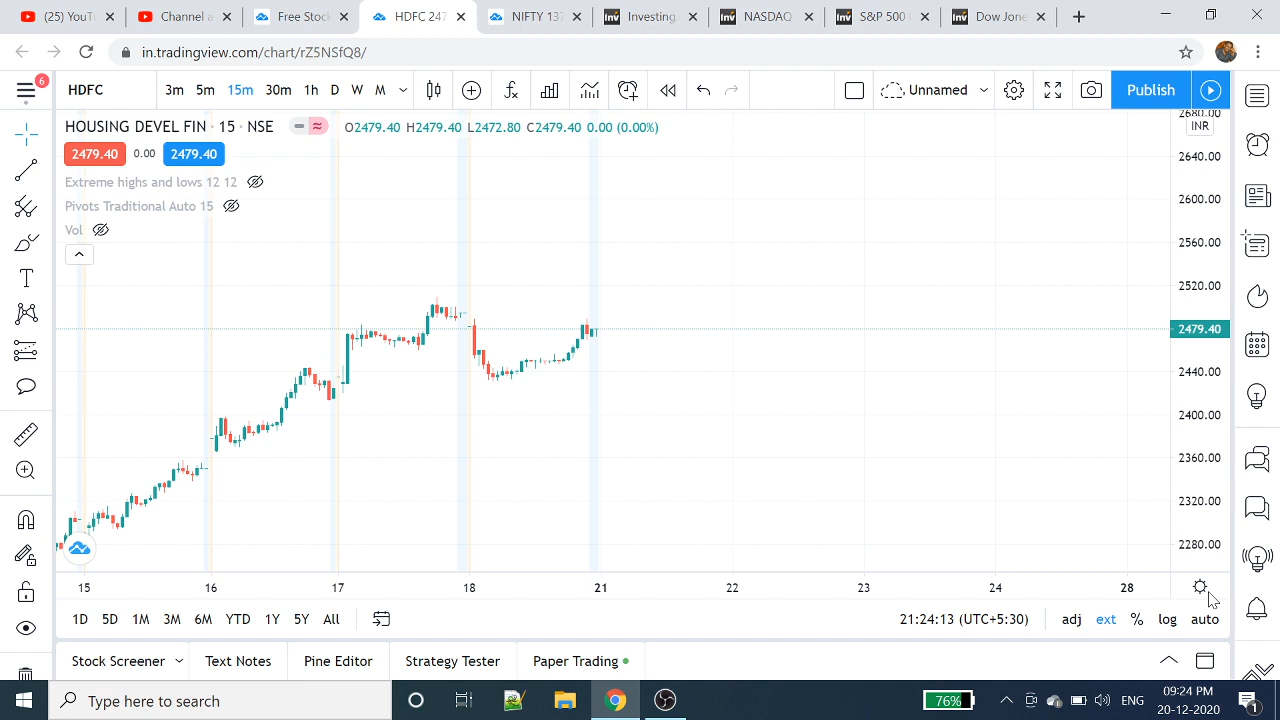 (25) YouT
Channel a
Free Stock
HDFC 247
NIFTY 137
Investing.
NASDAQ
S&P 500 (
Dow Jone
in.tradingview.com/chart/rZ5NSfQ8/
6
HDFC
3m 5m 15m 30m 1h D W M
Unnamed
Publish
HOUSING DEVEL FIN · 15 · NSE
O2479.40 H2479.40 L2472.80 C2479.40 0.00 (0.00%)
2479.40 0.00 2479.40
Extreme highs and lows 12 12
Pivots Traditional Auto 15
Vol
2680.00
INR
2640.00
2600.00
2560.00
2520.00
2479.40
2440.00
2400.00
2360.00
2320.00
2280.00
15 16 17 18 21 22 23 24 28
1D 5D 1M 3M 6M YTD 1Y 5Y All
21:24:13 (UTC+5:30)
adj ext % log auto
Stock Screener
Text Notes
Pine Editor
Strategy Tester
Paper Trading
Type here to search
76%
ENG
09:24 PM
20-12-2020
1